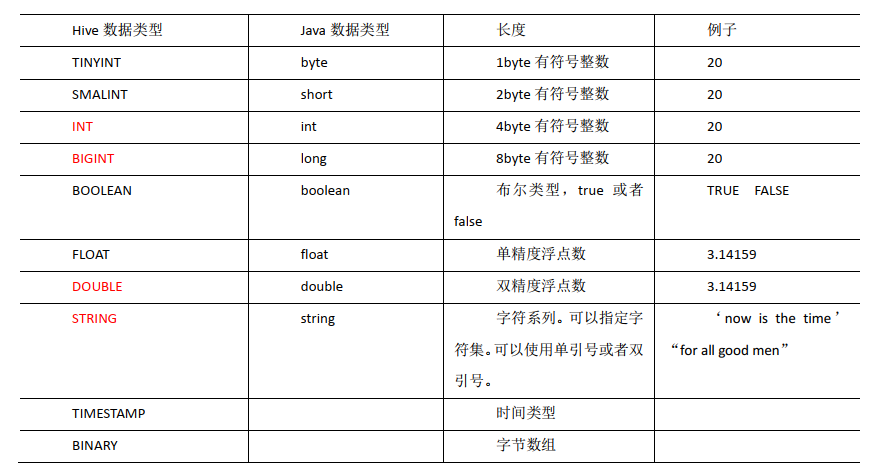 Hive 数据类型 Java 数据类型 长度 例子
TINYINT byte 1byte 有符号整数 20
SMALINT short 2byte 有符号整数 20
INT int 4byte 有符号整数 20
BIGINT long 8byte 有符号整数 20
BOOLEAN boolean 布尔类型，true 或者 TRUE FALSE
false
FLOAT float 单精度浮点数 3.14159
DOUBLE double 双精度浮点数 3.14159
STRING string 字符系列。可以指定字 ‘now is the time’
符集。可以使用单引号或者双 “for all good men”
引号。
TIMESTAMP 时间类型
BINARY 字节数组